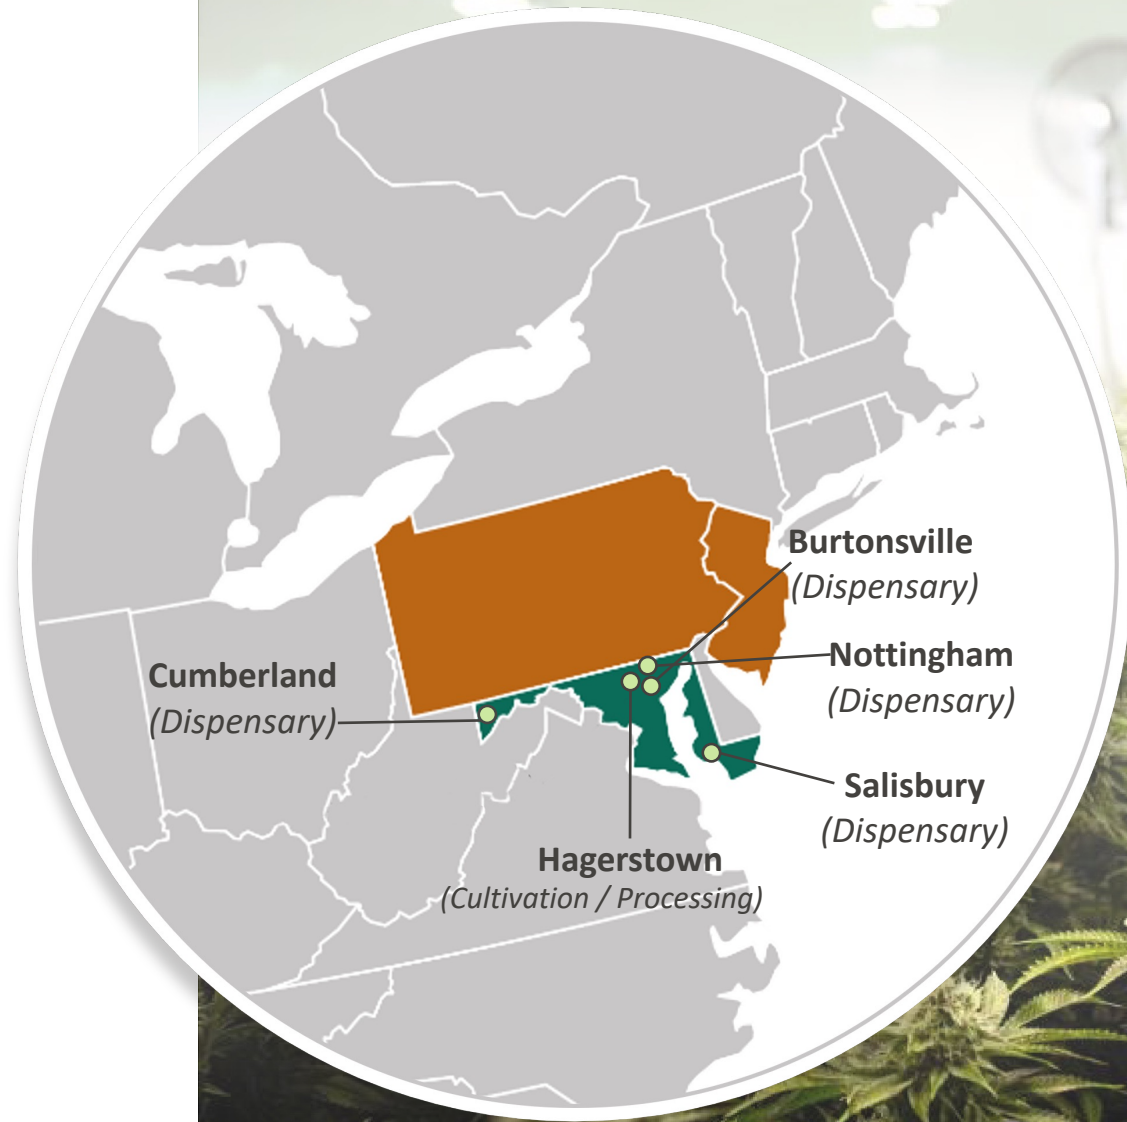 Burtonsville
(Dispensary)
Nottingham
(Dispensary)
Cumberland
(Dispensary)
Salisbury
(Dispensary)
Hagerstown
(Cultivation / Processing)